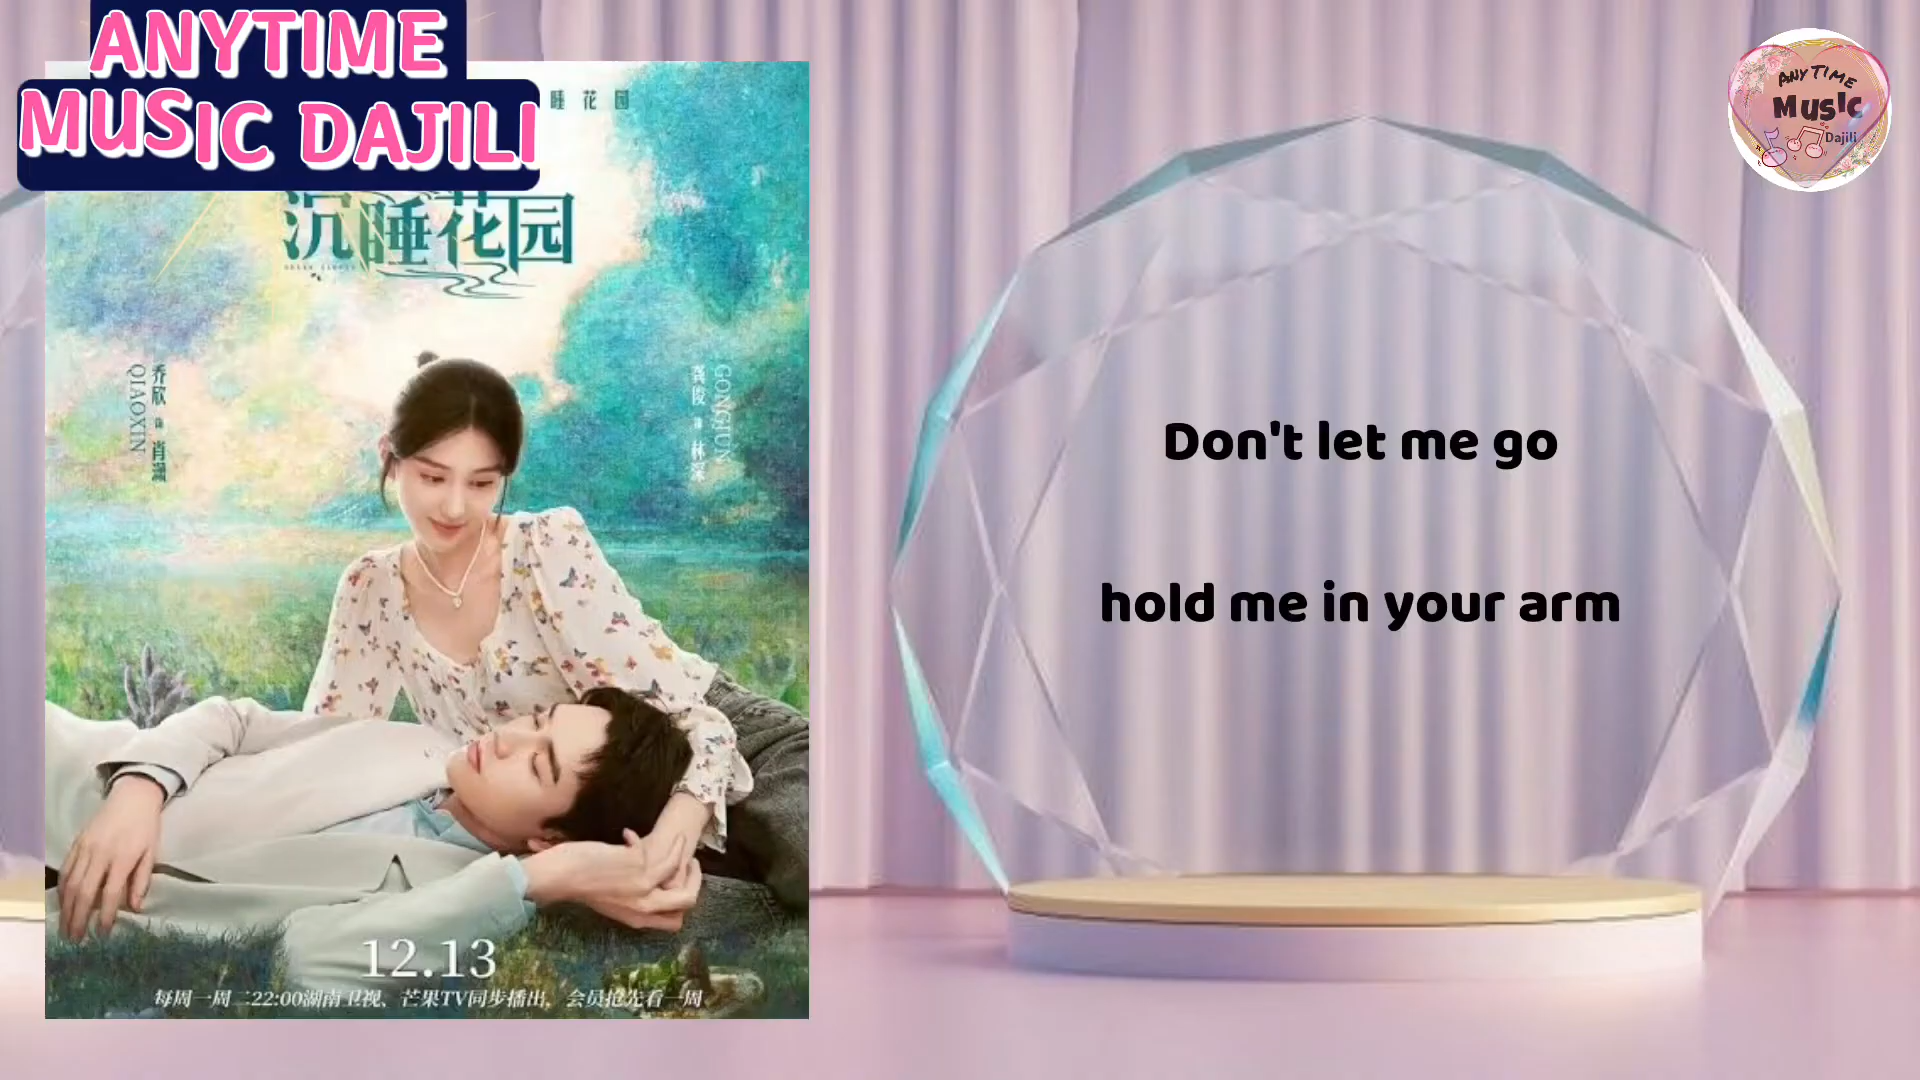 ANYTIME
MUSIC DAJILI
睡花园
沉睡花园
乔欣 饰 肖潇
QIAOXIN
GONGJUN
龚俊 饰 林深
12.13
每周一周二22:00湖南卫视、芒果TV同步播出，会员抢先看一周
ANY TIME
Music
Dajili
Don't let me go
hold me in your arm